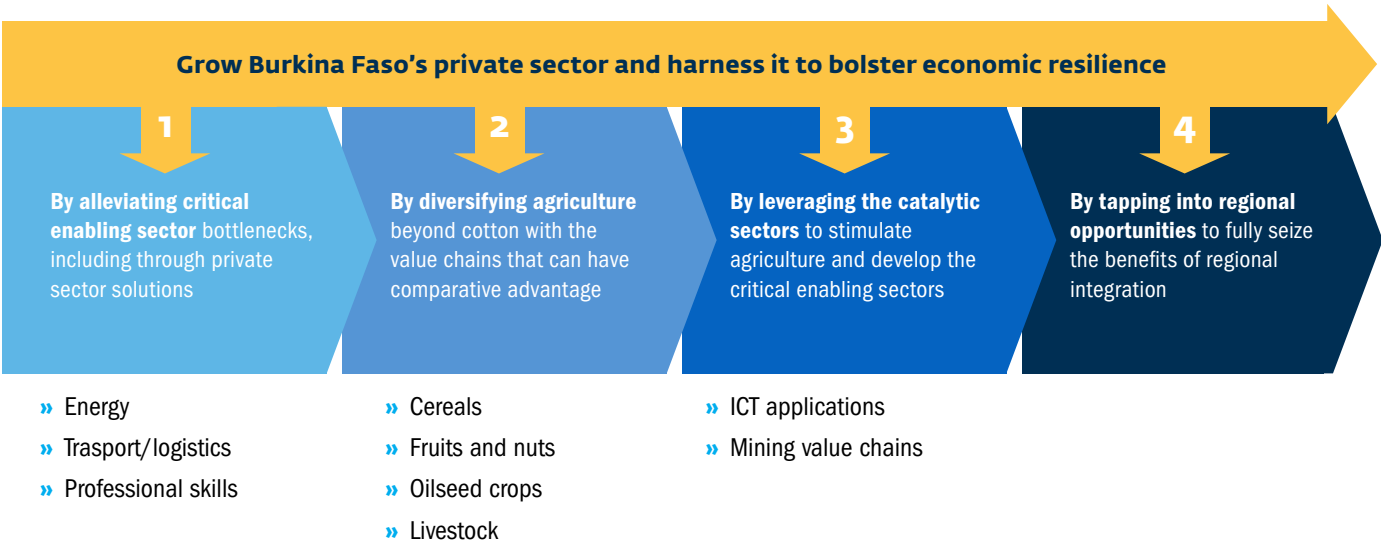 Grow Burkina Faso's private sector and harness it to bolster economic resilience
1
By alleviating critical
enabling sector bottlenecks,
including through private
sector solutions
» Energy
» Trasport/logistics
» Professional skills
2
By diversifying agriculture
beyond cotton with the
value chains that can have
comparative advantage
» Cereals
» Fruits and nuts
» Oilseed crops
» Livestock
3
By leveraging the catalytic
sectors to stimulate
agriculture and develop the
critical enabling sectors
» ICT applications
» Mining value chains
4
By tapping into regional
opportunities to fully seize
the benefits of regional
integration